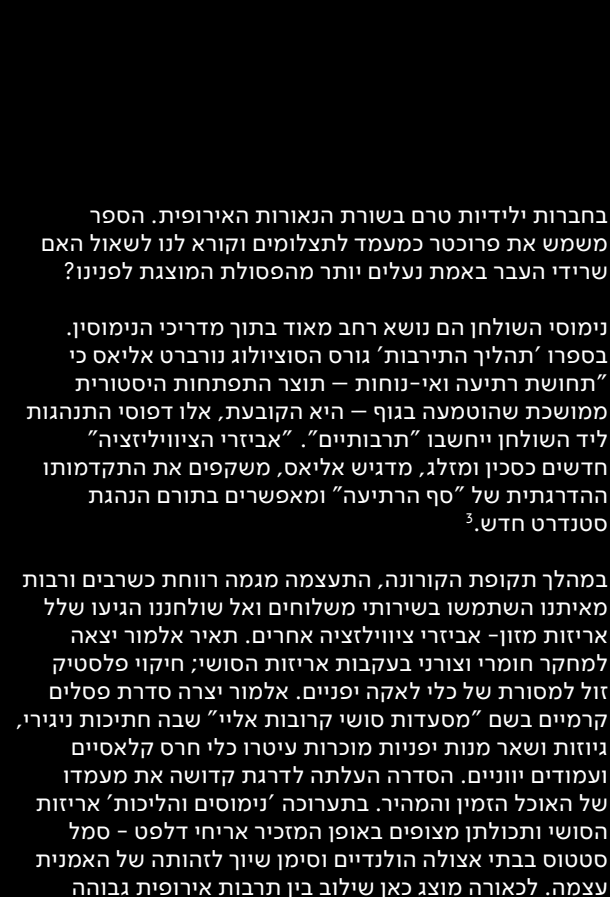 בחברות ילידיות טרם בשורת הנאורות האירופית. הספר
משמש את פרוכטר כמעמד לתצלומים וקורא לנו לשאול האם
שרידי העבר באמת נעלים יותר מהפסולת המוצגת לפנינו?
נימוסי השולחן הם נושא רחב מאוד בתוך מדריכי הנימוסין.
בספרו ׳תהליך התירבות׳ גורס הסוציולוג נורברט אליאס כי
״תחושת רתיעה ואי-נוחות — תוצר התפתחות היסטורית
ממושכת שהוטמעה בגוף — היא הקובעת, אלו דפוסי התנהגות
ליד השולחן ייחשבו ״תרבותיים״. ״אביזרי הציוויליזציה״
חדשים כסכין ומזלג, מדגיש אליאס, משקפים את התקדמותו
ההדרגתית של ״סף הרתיעה״ ומאפשרים בתורם הנהגת
סטנדרט חדש.³
במהלך תקופת הקורונה, התעצמה מגמה רווחת כשרבים ורבות
מאיתנו השתמשו בשירותי משלוחים ואל שולחננו הגיעו שלל
אריזות מזון- אביזרי ציווילזציה אחרים. תאיר אלמור יצאה
למחקר חומרי וצורני בעקבות אריזות הסושי; חיקוי פלסטיק
זול למסורת של כלי לאקה יפניים. אלמור יצרה סדרת פסלים
קרמיים בשם ״מסעדות סושי קרובות אליי״ שבה חתיכות ניגירי,
גיוזות ושאר מנות יפניות מוכרות עיטרו כלי חרס קלאסיים
ועמודים יווניים. הסדרה העלתה לדרגת קדושה את מעמדו
של האוכל הזמין והמהיר. בתערוכה ׳נימוסים והליכות׳ אריזות
הסושי ותכולתן מצופים באופן המזכיר אריחי דלפט - סמל
סטטוס בבתי אצולה הולנדיים וסימן שיוך לזהותה של האמנית
עצמה. לכאורה מוצג כאן שילוב בין תרבות אירופית גבוהה